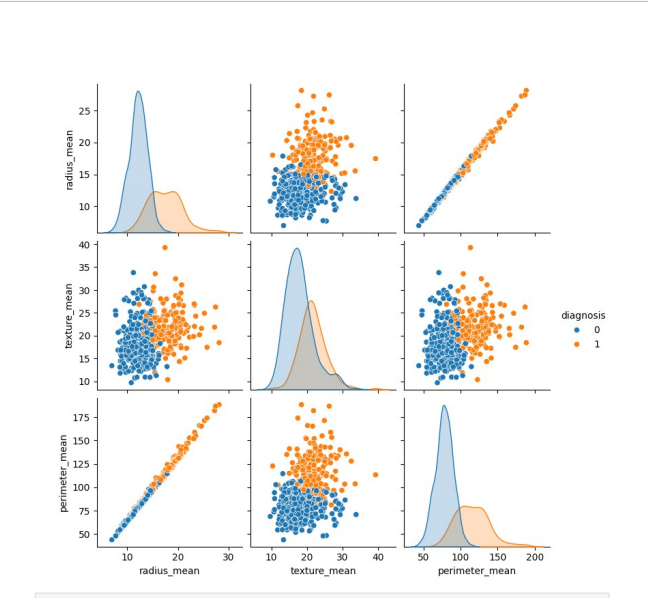 radius_mean
25
20
15
10
texture_mean
40
35
30
25
20
15
10
diagnosis
0
1
perimeter_mean
175
150
125
100
75
50
10 20 30
10 20 30 40
50 100 150 200
radius_mean texture_mean perimeter_mean